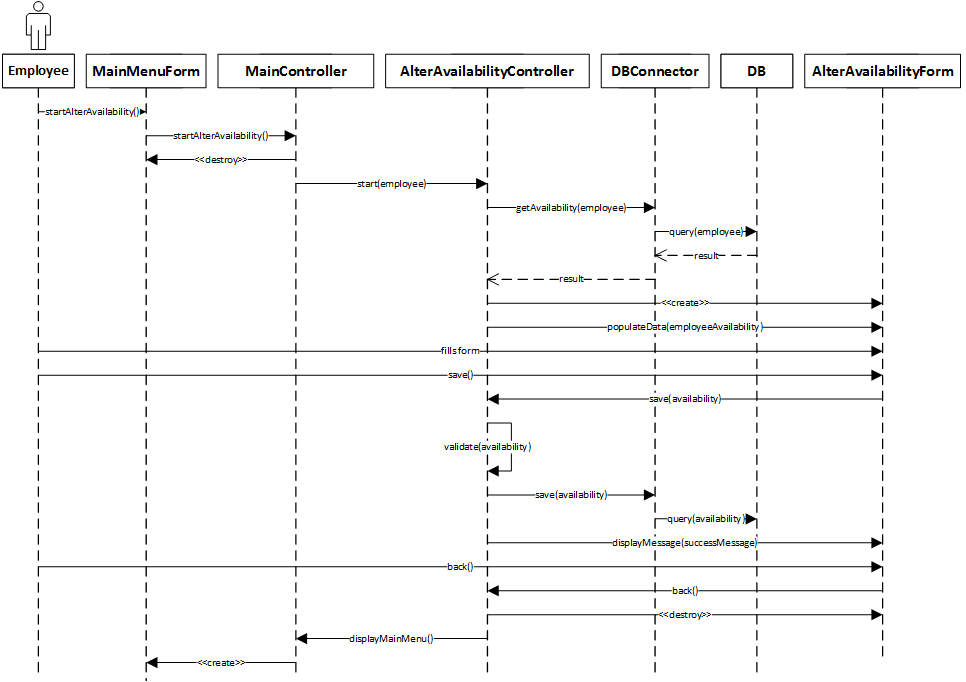 Employee
MainMenuForm
MainController
AlterAvailabilityController
DBConnector
DB
AlterAvailabilityForm
startAlterAvailability()
startAlterAvailability()
<<destroy>>
start(employee)
getAvailability(employee)
query(employee)
result
result
<<create>>
populateData(employeeAvailability)
fills form
save()
save(availability)
validate(availability)
save(availability)
query(availability)
displayMessage(successMessage)
back()
back()
<<destroy>>
displayMainMenu()
<<create>>